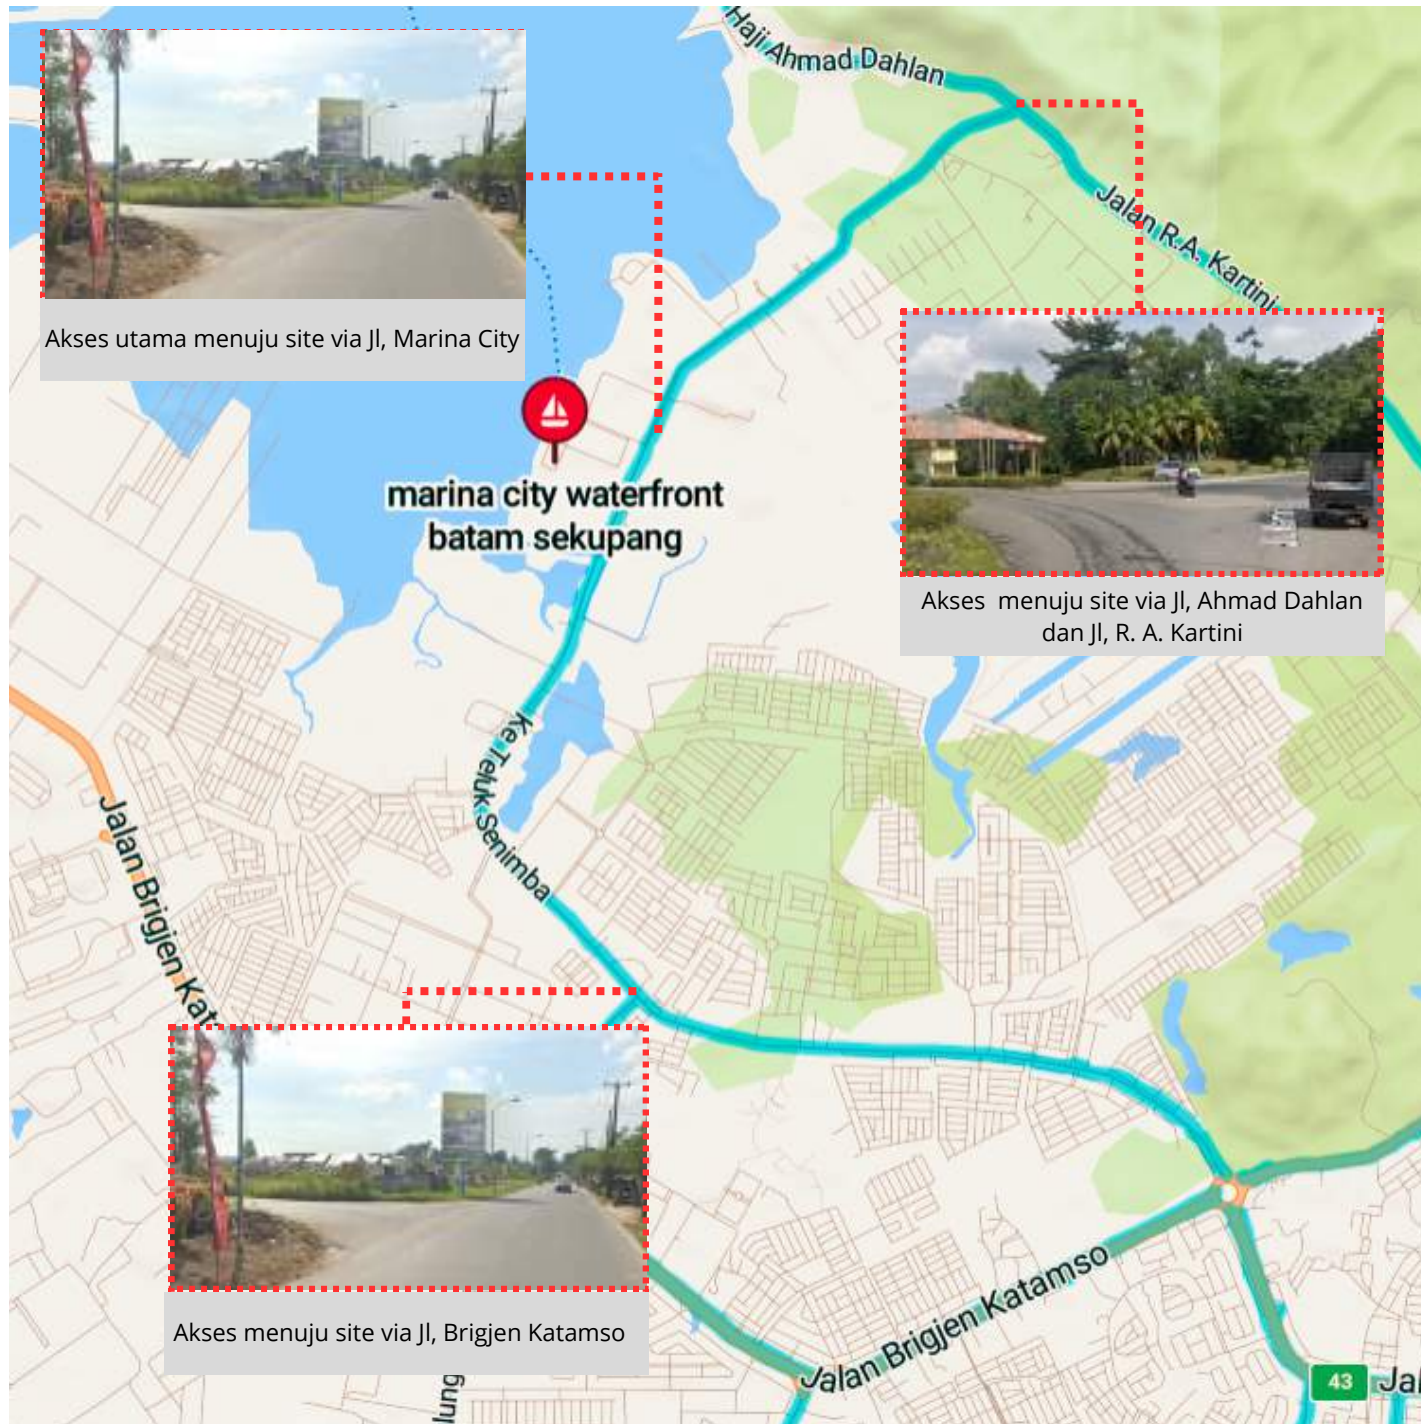 Haji Ahmad Dahlan
Akses utama menuju site via Jl, Marina City
Jalan R.A. Kartini
marina city waterfront
batam sekupang
Akses menuju site via Jl, Ahmad Dahlan
dan Jl, R. A. Kartini
Ke Teluk Senimba
Jalan Brigjen Kat
Akses menuju site via Jl, Brigjen Katamso
Jalan Brigjen Katamso
lung
43
Jal